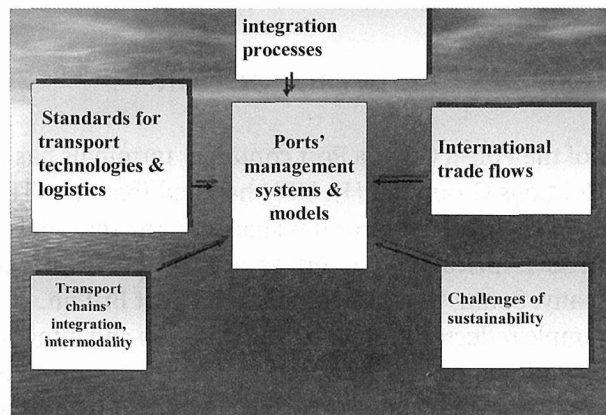 integration
processes
Standards for
transport
technologies &
logistics
Ports'
management
systems &
models
International
trade flows
Transport
chains'
integration,
intermodality
Challenges of
sustainability